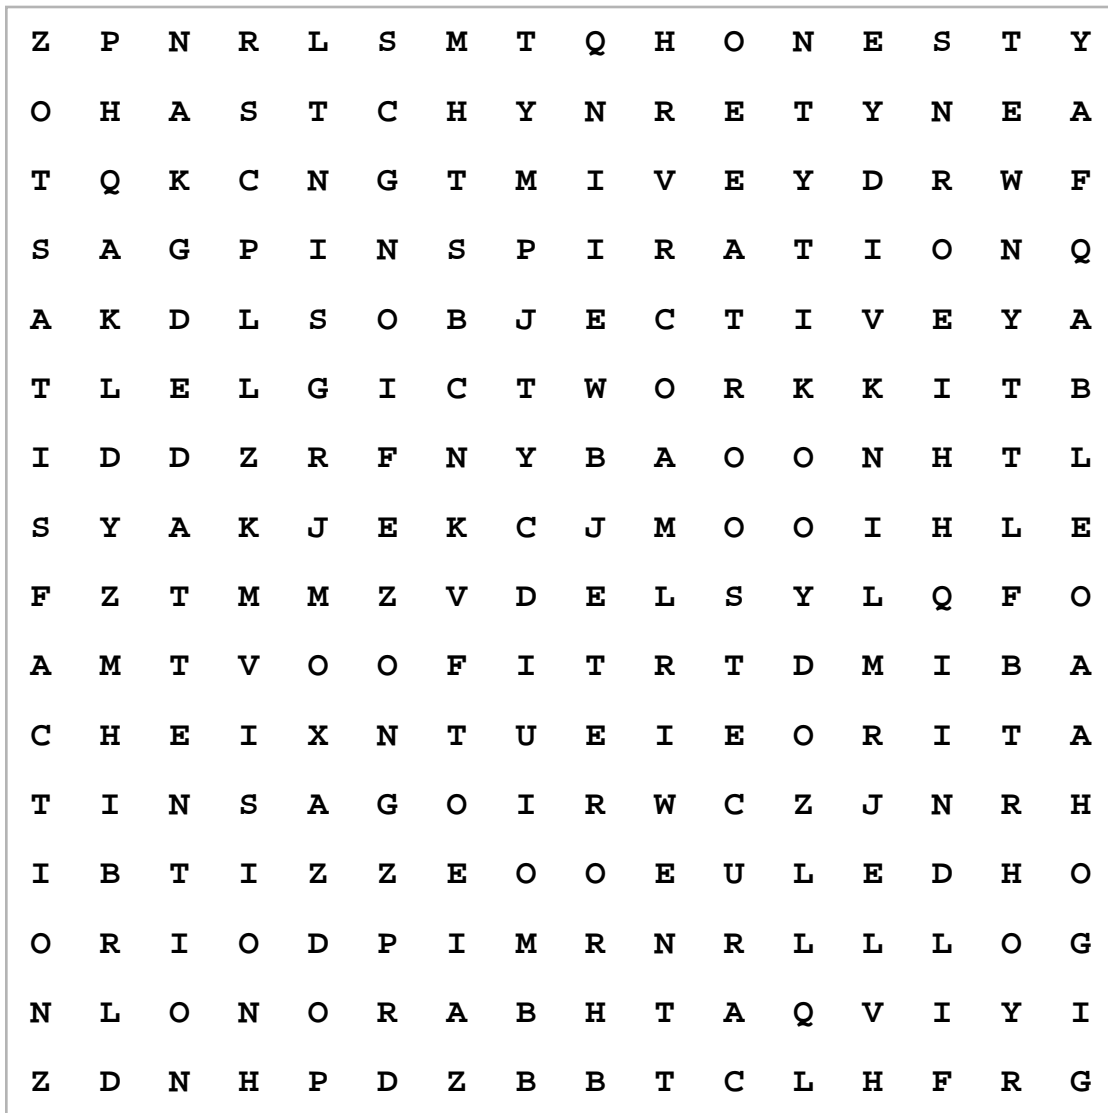 Z P N R L S M T Q H O N E S T Y
O H A S T C H Y N R E T Y N E A
T Q K C N G T M I V E Y D R W F
S A G P I N S P I R A T I O N Q
A K D L S O B J E C T I V E Y A
T L E L G I C T W O R K K I T B
I D D Z R F N Y B A O O N H T L
S Y A K J E K C J M O O I H L E
F Z T M M Z V D E L S Y L Q F O
A M T V O O F I T R T D M I B A
C H E I X N T U E I E O R I T A
T I N S A G O I R W C Z J N R H
I B T I Z Z E O O E U L E D H O
O R I O D P I M R N R L L L O G
N L O N O R A B H T A Q V I Y I
Z D N H P D Z B B T C L H F R G